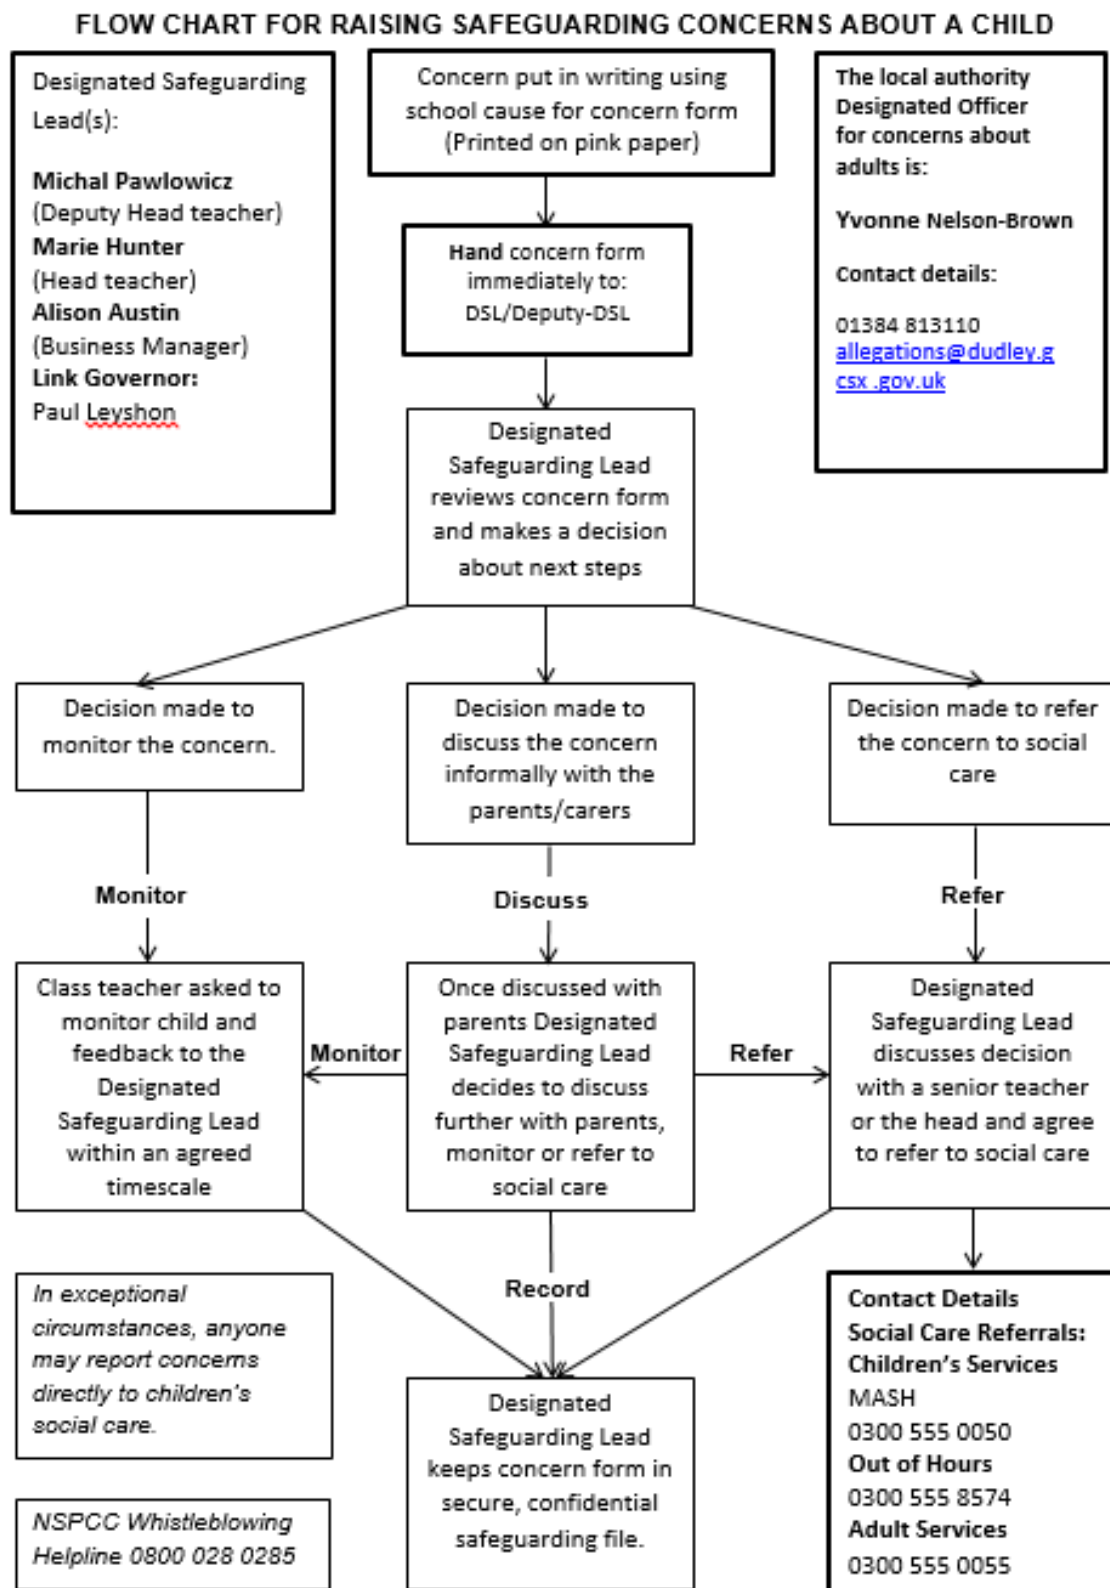 FLOW CHART FOR RAISING SAFEGUARDING CONCERNS ABOUT A CHILD
Designated Safeguarding
Lead(s):
Michal Pawlowicz
(Deputy Head teacher)
Marie Hunter
(Head teacher)
Alison Austin
(Business Manager)
Link Governor:
Paul Leyshon
Concern put in writing using
school cause for concern form
(Printed on pink paper)
The local authority
Designated Officer
for concerns about
adults is:
Yvonne Nelson-Brown
Contact details:
01384 813110
allegations@dudley.g
csx .gov.uk
Hand concern form
immediately to:
DSL/Deputy-DSL
Designated
Safeguarding Lead
reviews concern form
and makes a decision
about next steps
Decision made to
monitor the concern.
Decision made to
discuss the concern
informally with the
parents/carers
Decision made to refer
the concern to social
care
Monitor
Discuss
Refer
Class teacher asked to
monitor child and
feedback to the
Designated
Safeguarding Lead
within an agreed
timescale
Monitor
Once discussed with
parents Designated
Safeguarding Lead
decides to discuss
further with parents,
monitor or refer to
social care
Refer
Designated
Safeguarding Lead
discusses decision
with a senior teacher
or the head and agree
to refer to social care
Record
In exceptional
circumstances, anyone
may report concerns
directly to children's
social care.
NSPCC Whistleblowing
Helpline 0800 028 0285
Designated
Safeguarding Lead
keeps concern form in
secure, confidential
safeguarding file.
Contact Details
Social Care Referrals:
Children's Services
MASH
0300 555 0050
Out of Hours
0300 555 8574
Adult Services
0300 555 0055